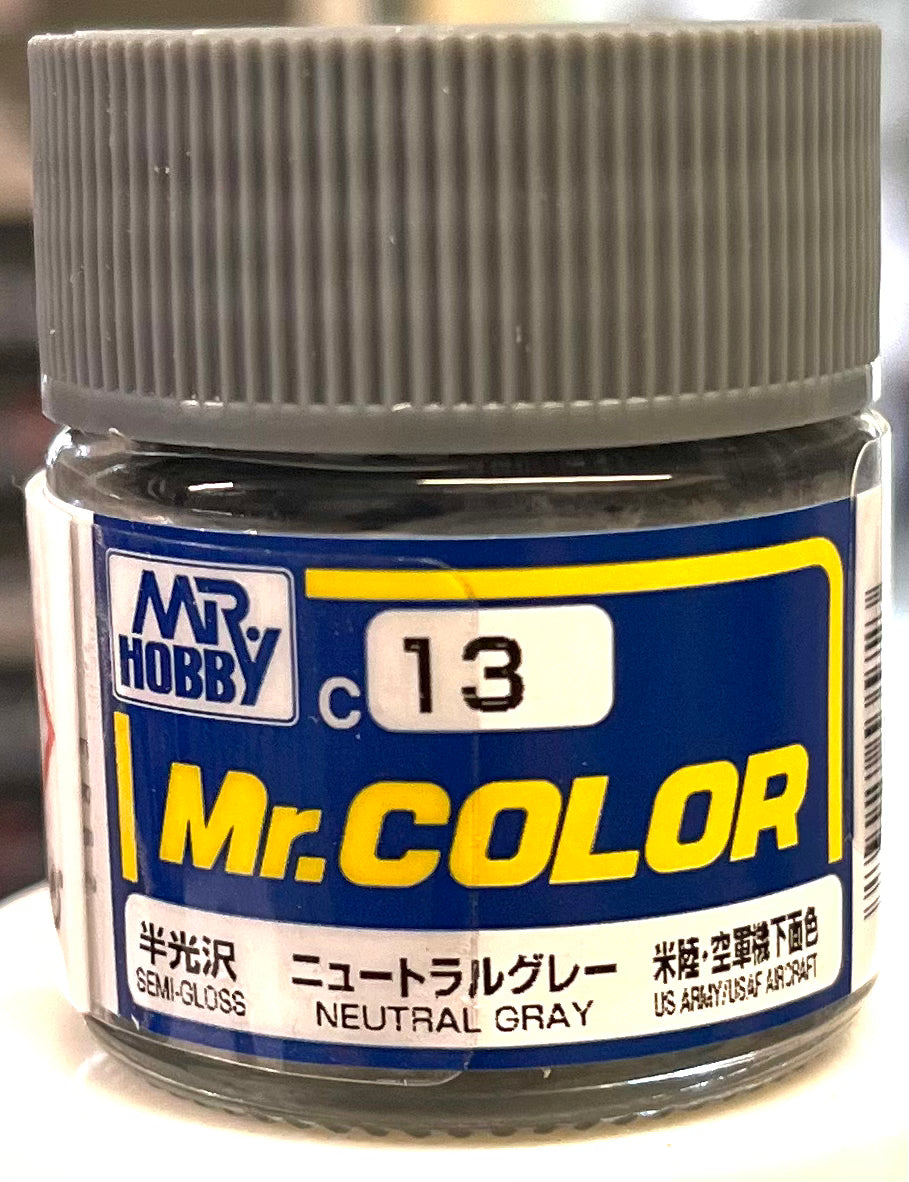 MR.
HOBBY
C 13
Mr.COLOR
半光沢
SEMI-GLOSS
ニュートラルグレー
NEUTRAL GRAY
米陸・空軍機下面色
US ARMY/USAF AIRCRAFT